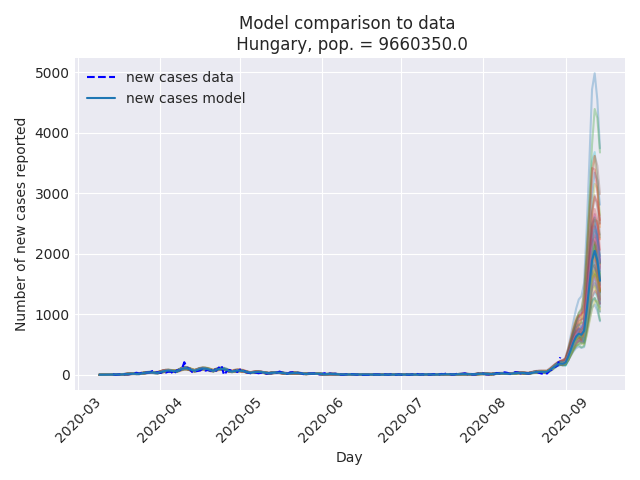 Model comparison to data
Hungary, pop. = 9660350.0
new cases data
new cases model
Number of new cases reported
5000
4000
3000
2000
1000
0
2020-03
2020-04
2020-05
2020-06
2020-07
2020-08
2020-09
Day